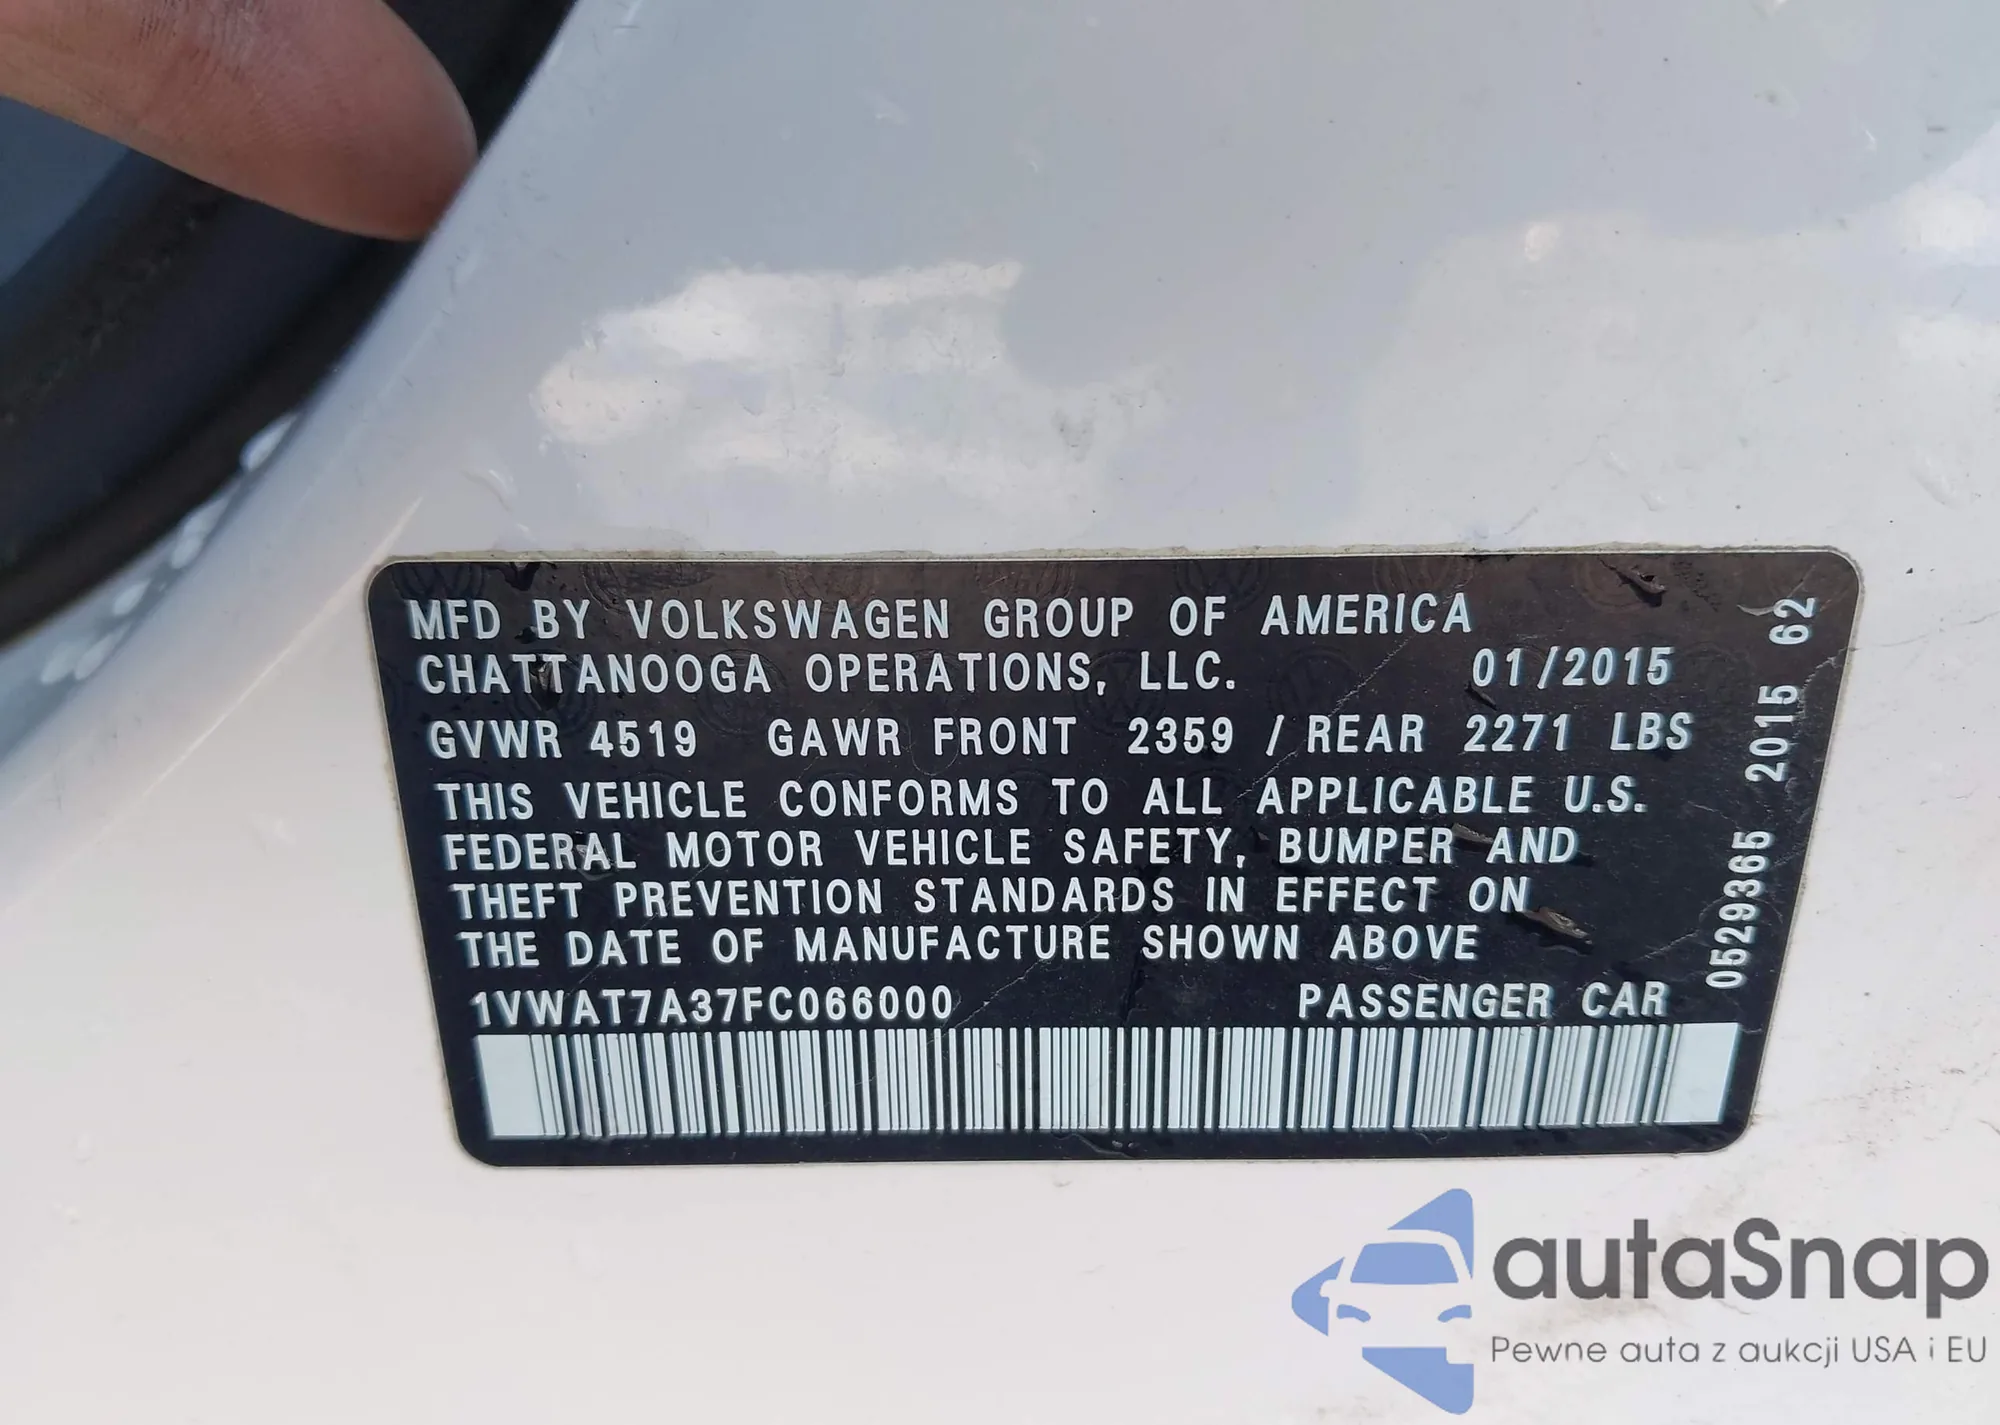 MFD BY VOLKSWAGEN GROUP OF AMERICA
CHATTANOOGA OPERATIONS, LLC. 01/2015
GVWR 4519 GAWR FRONT 2359 / REAR 2271 LBS
THIS VEHICLE CONFORMS TO ALL APPLICABLE U.S.
FEDERAL MOTOR VEHICLE SAFETY, BUMPER AND
THEFT PREVENTION STANDARDS IN EFFECT ON
THE DATE OF MANUFACTURE SHOWN ABOVE
1VWAT7A37FC066000 PASSENGER CAR
0529365 2015 62
autaSnap
Pewne auta z aukcji USA i EU